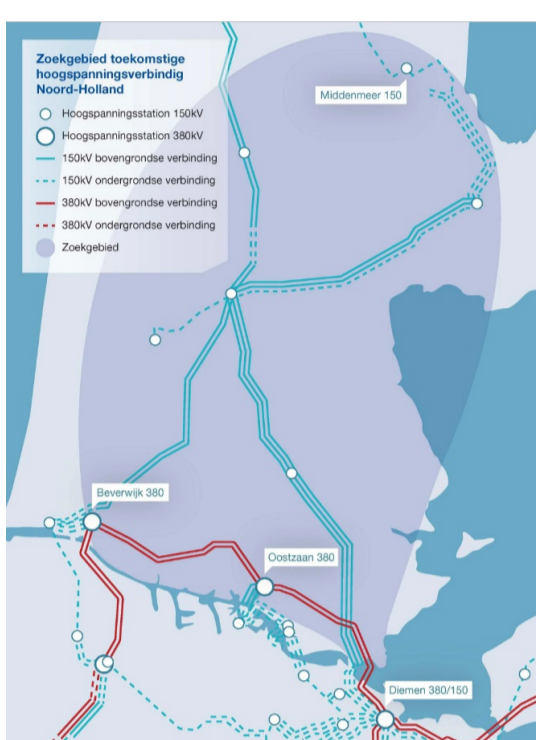 Zoekgebied toekomstige
hoogspanningsverbindig
Noord-Holland
Hoogspanningsstation 150kV
Hoogspanningsstation 380kV
150kV bovengrondse verbinding
150kV ondergrondse verbinding
380kV bovengrondse verbinding
380kV ondergrondse verbinding
Zoekgebied
Middenmeer 150
Beverwijk 380
Oostzaan 380
Diemen 380/150